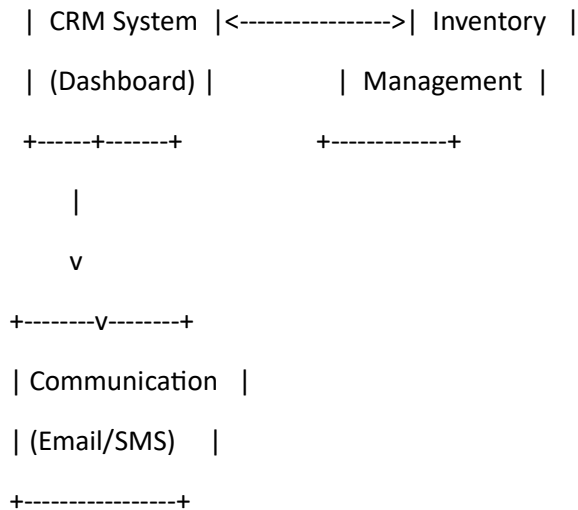 | CRM System |<----------------->| Inventory |
| (Dashboard) | | Management |
+------+-------+ +-------------+
|
v
+--------v--------+
| Communication |
| (Email/SMS) |
+-----------------+